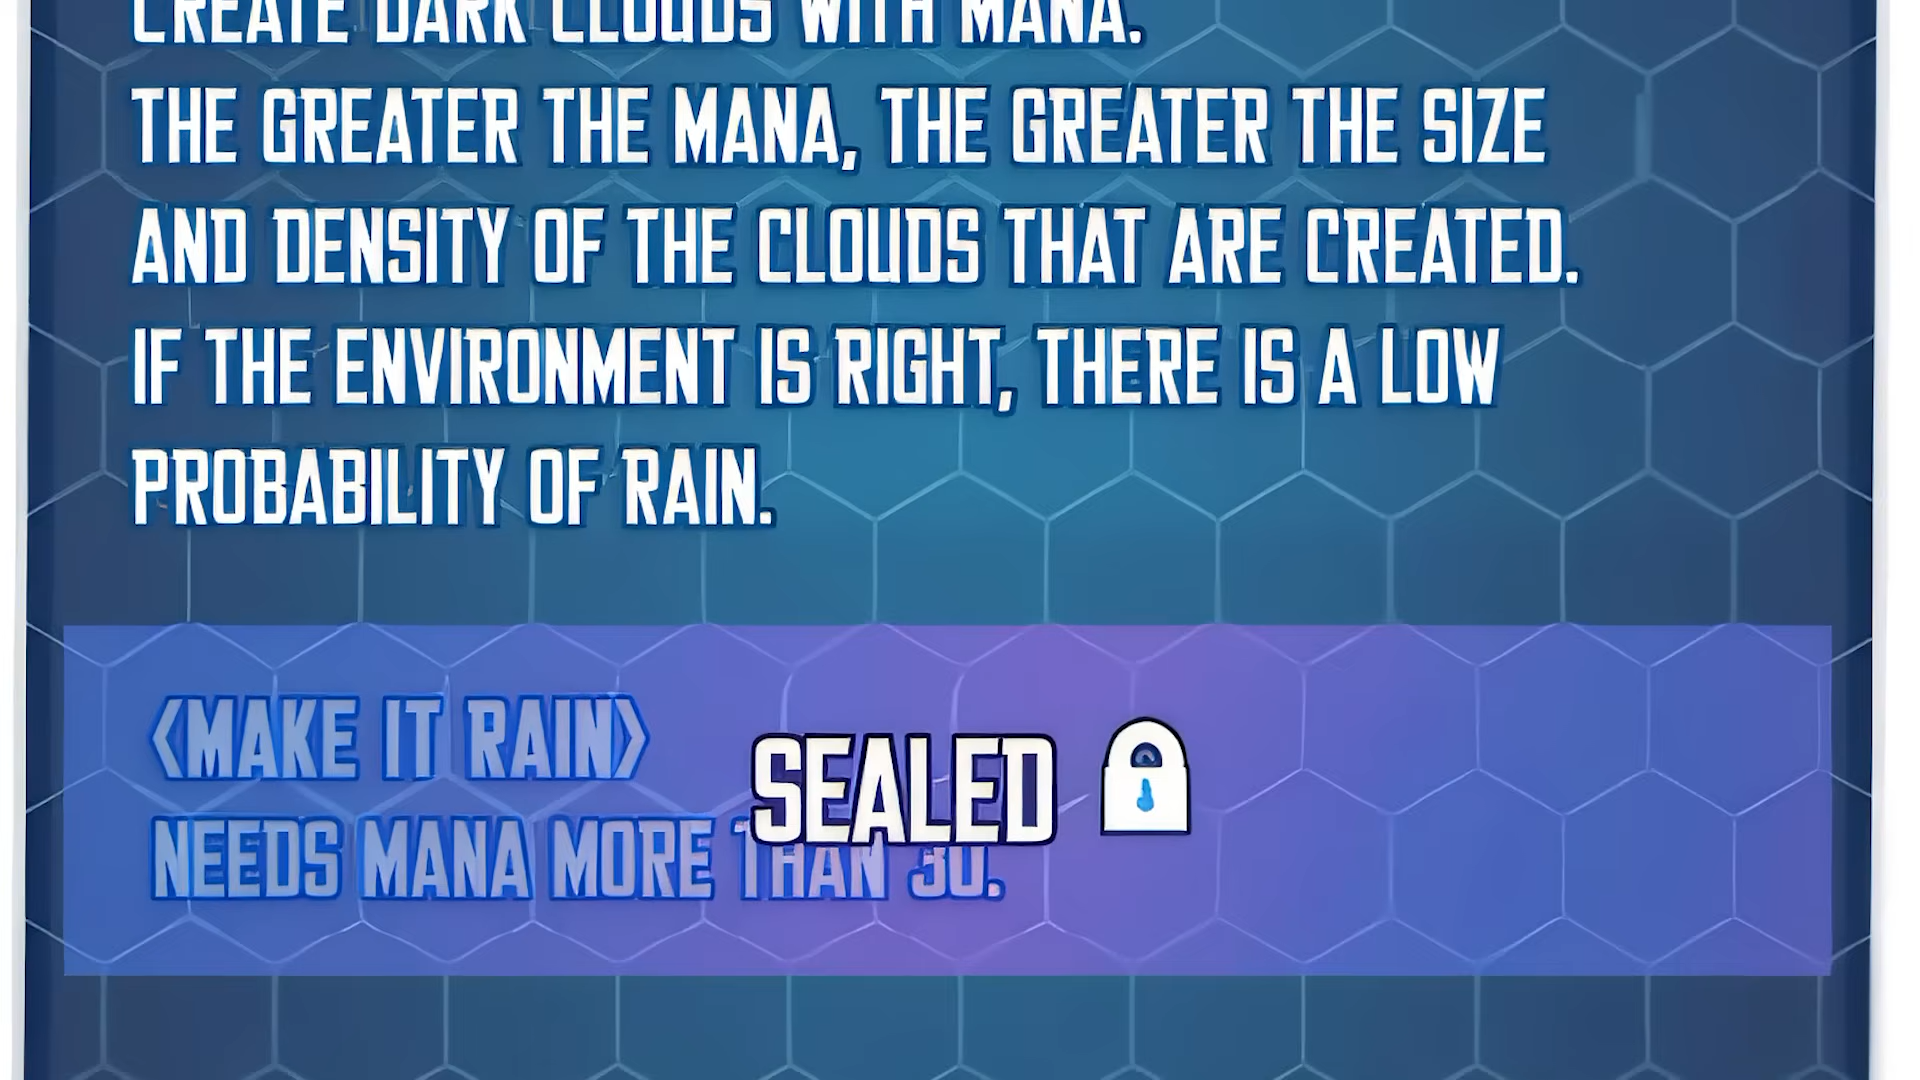 CREATE DARK CLOUDS WITH MANA.
THE GREATER THE MANA, THE GREATER THE SIZE
AND DENSITY OF THE CLOUDS THAT ARE CREATED.
IF THE ENVIRONMENT IS RIGHT, THERE IS A LOW
PROBABILITY OF RAIN.
<MAKE IT RAIN>
SEALED
NEEDS MANA MORE THAN 30.